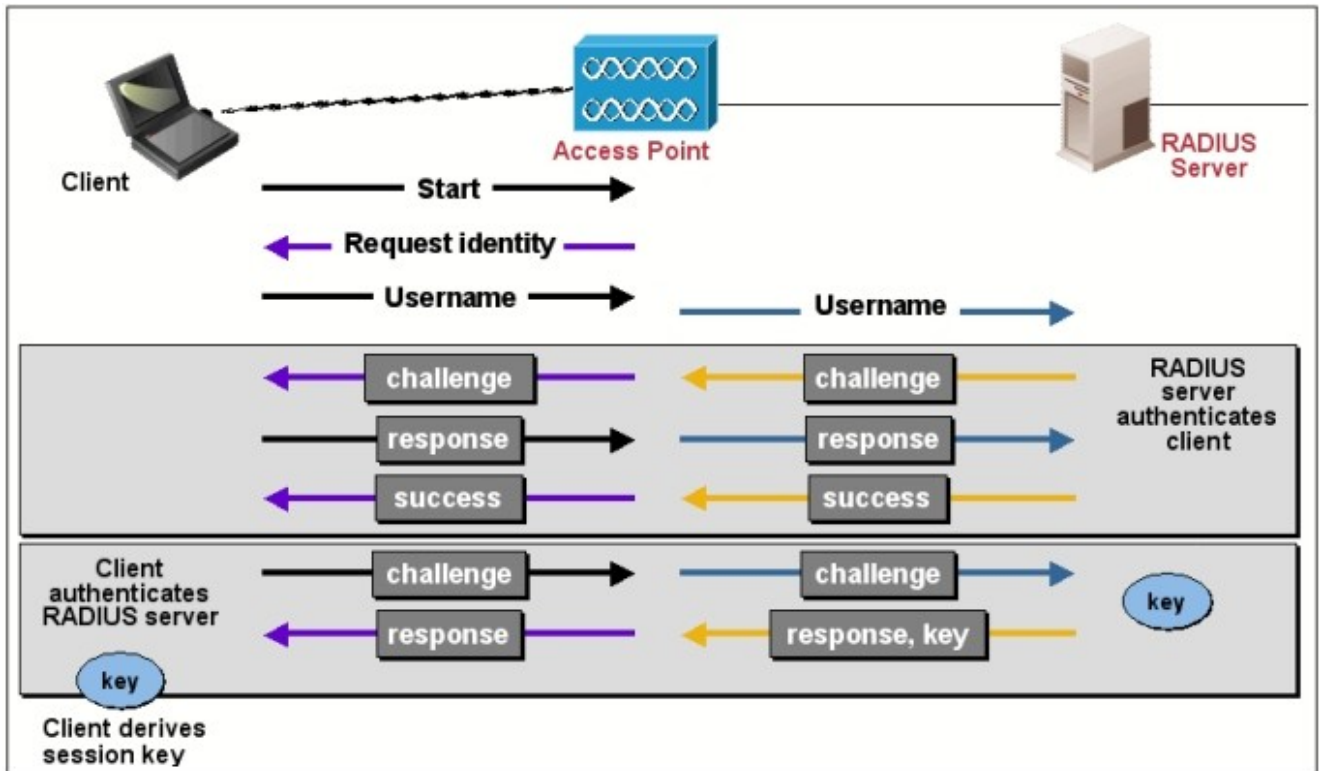 Client
Access Point
RADIUS
Server
Start
Request identity
Username
Username
challenge
challenge
RADIUS
server
authenticates
client
response
response
success
success
Client
authenticates
RADIUS server
challenge
challenge
key
response
response, key
key
Client derives
session key